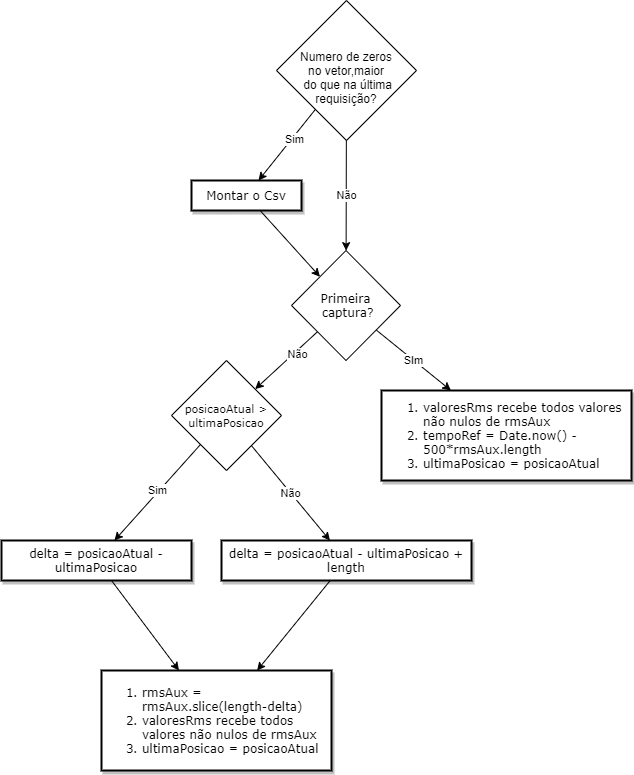 Numero de zeros
no vetor,maior
do que na última
requisição?
Sim
Montar o Csv
Não
Primeira
captura?
Não
SIm
posicaoAtual >
ultimaPosicao
1. valoresRms recebe todos valores
não nulos de rmsAux
2. tempoRef = Date.now() -
500*rmsAux.length
3. ultimaPosicao = posicaoAtual
Sim
Não
delta = posicaoAtual -
ultimaPosicao
delta = posicaoAtual - ultimaPosicao +
length
1. rmsAux =
rmsAux.slice(length-delta)
2. valoresRms recebe todos
valores não nulos de rmsAux
3. ultimaPosicao = posicaoAtual